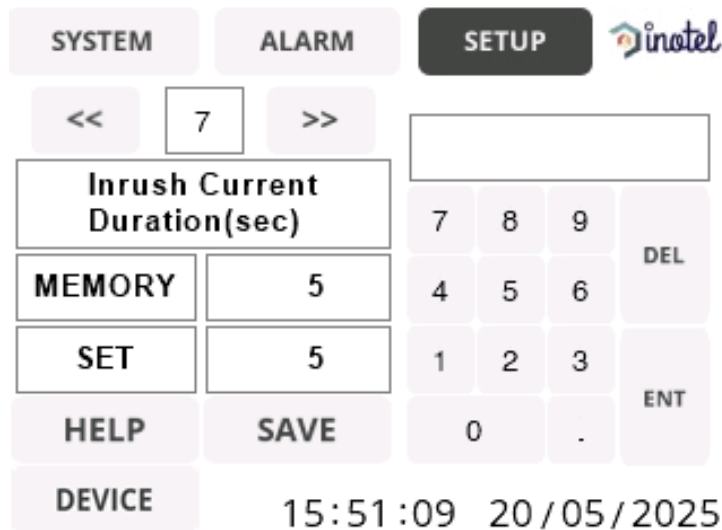 SYSTEM ALARM SETUP inotel
<< 7 >>
Inrush Current
Duration(sec)
MEMORY 5
SET 5
HELP SAVE
DEVICE
7 8 9 DEL
4 5 6
1 2 3 ENT
0 .
15:51:09 20/05/2025